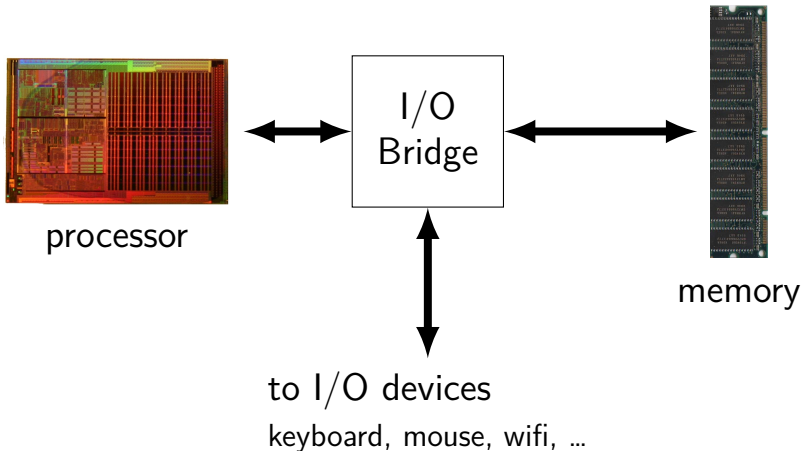 I/O
Bridge
processor
memory
to I/O devices
keyboard, mouse, wifi, …